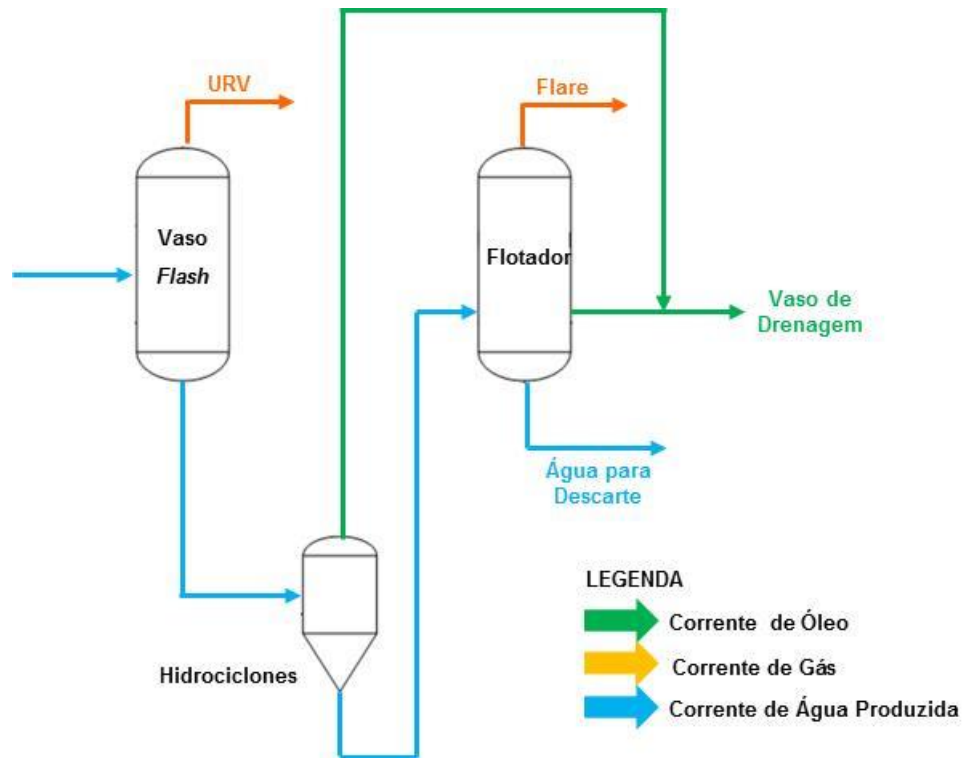 URV
Flare
Vaso
Flash
Flotador
Vaso de
Drenagem
Água para
Descarte
Hidrociclones
LEGENDA
Corrente de Óleo
Corrente de Gás
Corrente de Água Produzida